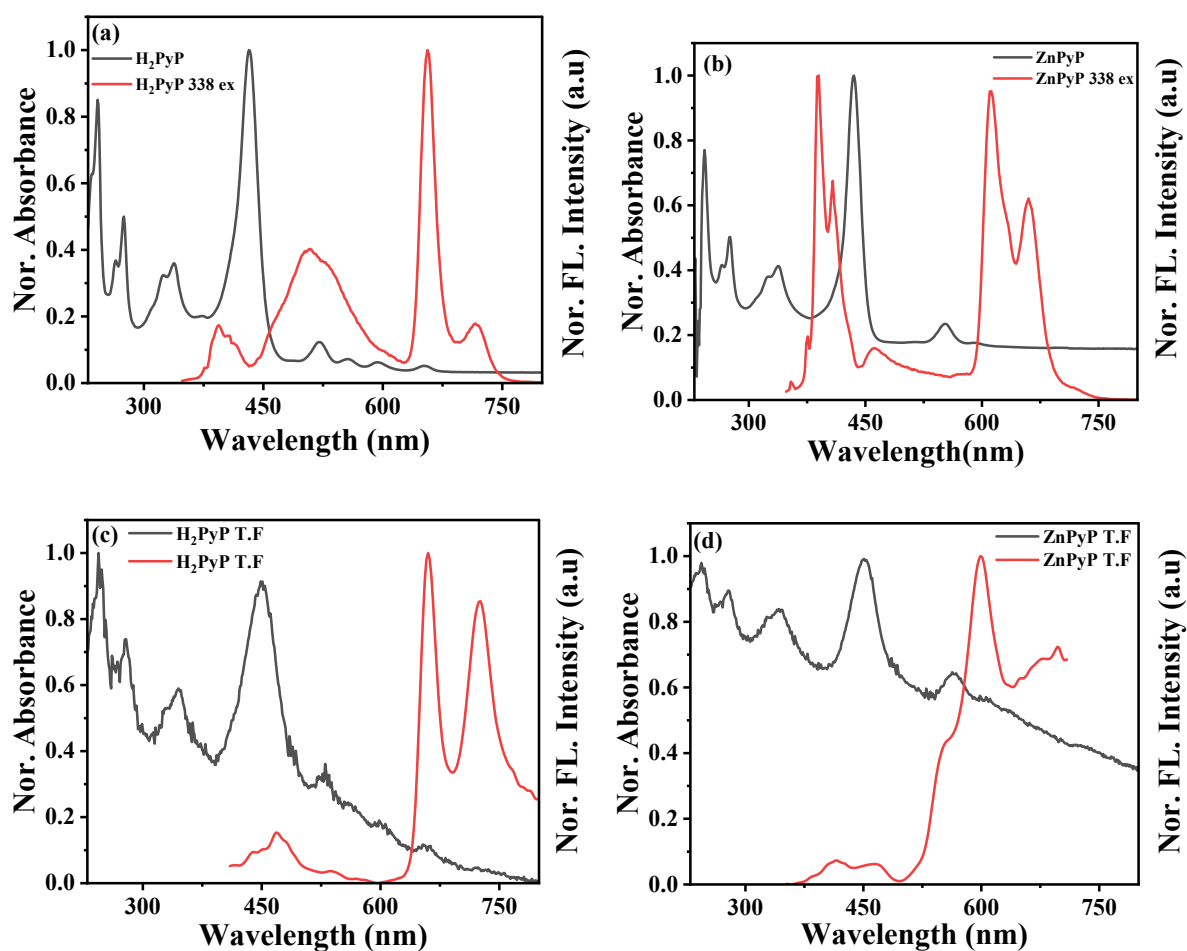 (a)
H₂PyP
H₂PyP 338 ex
1.0
0.8
0.6
0.4
0.2
0.0
Nor. Absorbance
Nor. FL. Intensity (a.u)
300 450 600 750
Wavelength (nm)
(b)
ZnPyP
ZnPyP 338 ex
1.0
0.8
0.6
0.4
0.2
0.0
Nor. Absorbance
Nor. FL. Intensity (a.u)
300 450 600 750
Wavelength(nm)
(c)
H₂PyP T.F
H₂PyP T.F
1.0
0.8
0.6
0.4
0.2
0.0
Nor. Absorbance
Nor. FL. Intensity (a.u)
300 450 600 750
Wavelength (nm)
(d)
ZnPyP T.F
ZnPyP T.F
1.0
0.8
0.6
0.4
0.2
0.0
Nor. Absorbance
Nor. FL. Intensity (a.u)
300 450 600 750
Wavelength (nm)